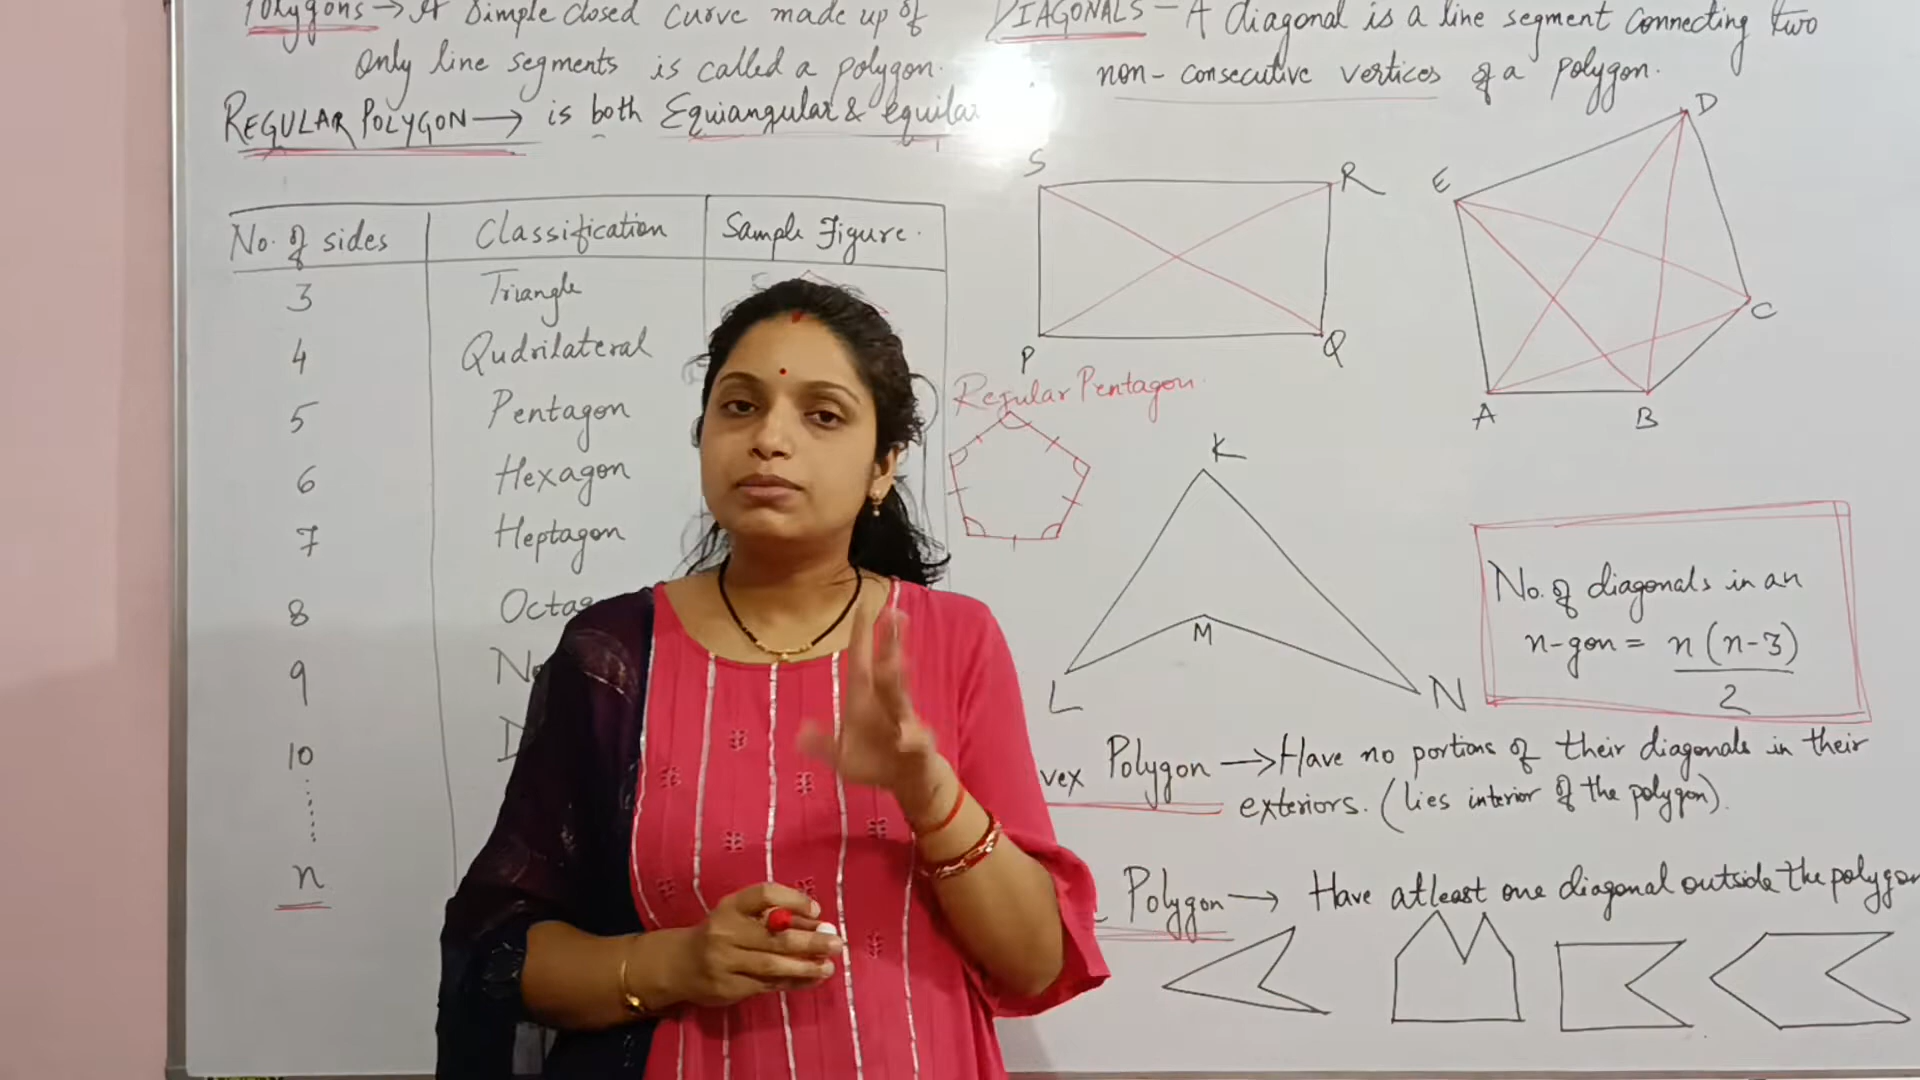 Polygons → A Simple closed curve made up of
only line segments is called a polygon.
REGULAR POLYGON → is both Equiangular & equilar
No. of sides Classification Sample Figure.
3 Triangle
4 Qudrilateral
5 Pentagon
6 Hexagon
7 Heptagon
8 Octag
9
10
n
DIAGONALS - A diagonal is a line segment connecting two
non-consecutive vertices of a polygon.
S
R
P
Q
D
E
C
A
B
Regular Pentagon.
K
M
L
N
No. of diagonals in an
n-gon = n(n-3)
2
vex Polygon → Have no portions of their diagonals in their
exteriors. (lies interior of the polygon).
Polygon → Have atleast one diagonal outside the polygon